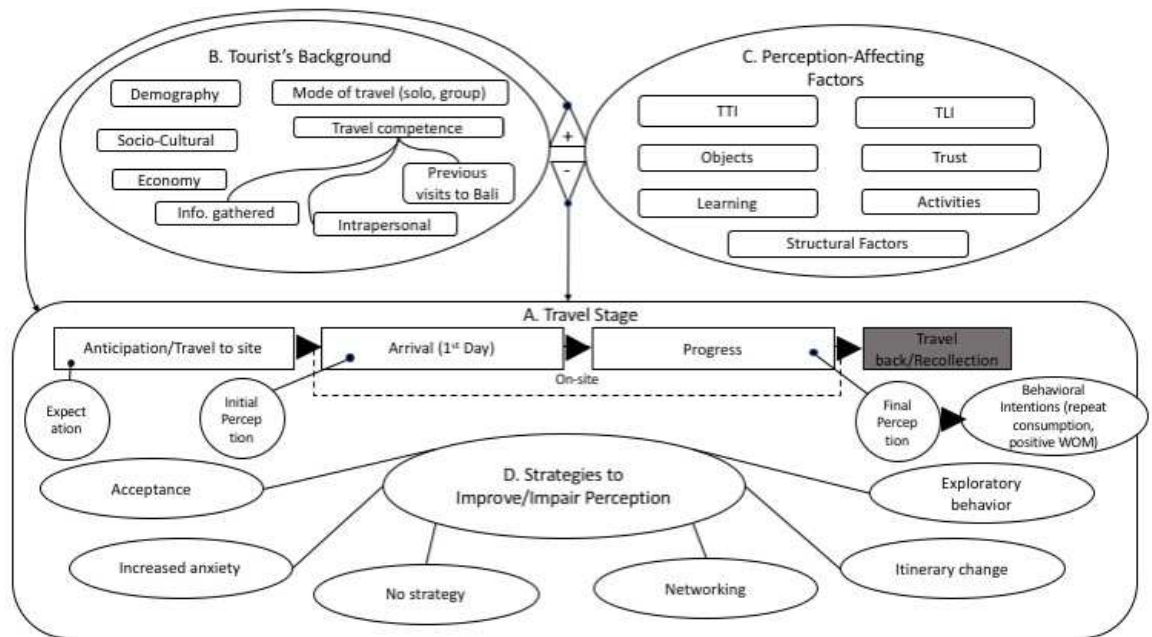 B. Tourist's Background
Demography
Mode of travel (solo, group)
Travel competence
Socio-Cultural
Economy
Previous
visits to Bali
Info. gathered
Intrapersonal
+
-
C. Perception-Affecting
Factors
TTI
TLI
Objects
Trust
Learning
Activities
Structural Factors
A. Travel Stage
Anticipation/Travel to site
Arrival (1st Day)
Progress
Travel
back/Recollection
On-site
Expect
ation
Initial
Percep
tion
Final
Percep
tion
Behavioral
Intentions (repeat
consumption,
positive WOM)
D. Strategies to
Improve/Impair Perception
Acceptance
Exploratory
behavior
Increased anxiety
Itinerary change
No strategy
Networking